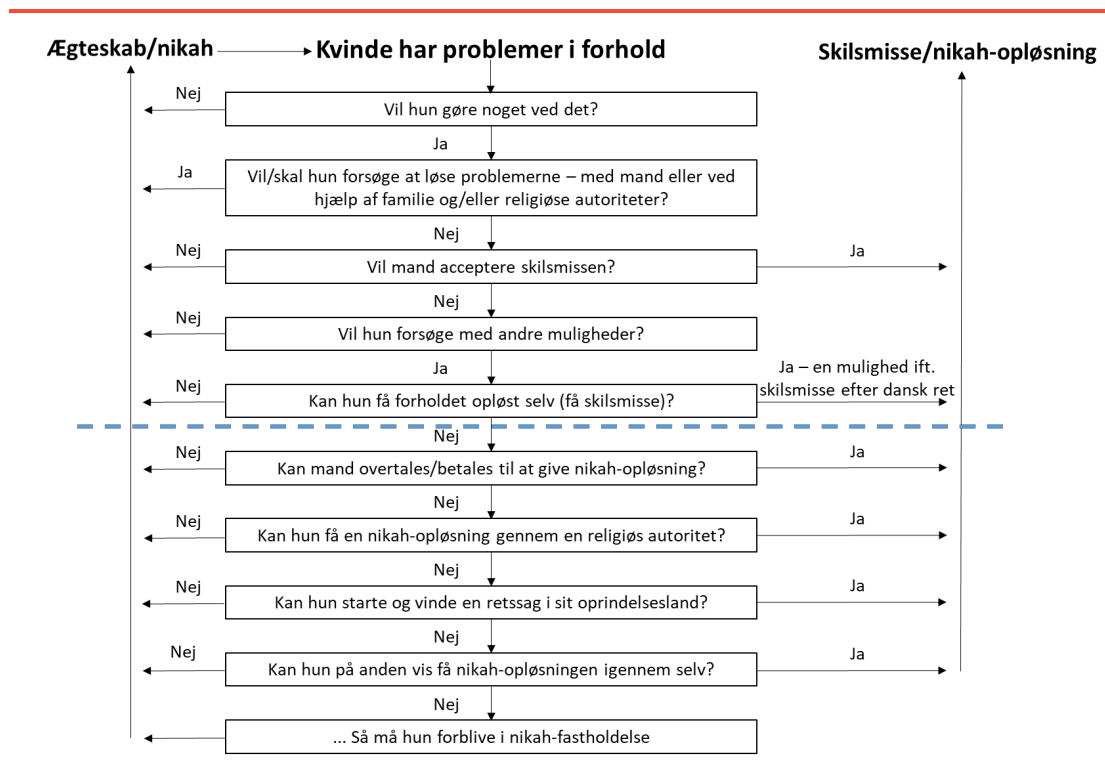 Ægteskab/nikah
Kvinde har problemer i forhold
Skilsmisse/nikah-opløsning
Nej
Vil hun gøre noget ved det?
Ja
Ja
Vil/skal hun forsøge at løse problemerne – med mand eller ved
hjælp af familie og/eller religiøse autoriteter?
Nej
Nej
Vil mand acceptere skilsmissen?
Ja
Nej
Nej
Vil hun forsøge med andre muligheder?
Ja
Ja – en mulighed ift.
skilsmisse efter dansk ret
Nej
Kan hun få forholdet opløst selv (få skilsmisse)?
Nej
Nej
Kan mand overtales/betales til at give nikah-opløsning?
Ja
Nej
Nej
Kan hun få en nikah-opløsning gennem en religiøs autoritet?
Ja
Nej
Nej
Kan hun starte og vinde en retssag i sit oprindelsesland?
Ja
Nej
Nej
Kan hun på anden vis få nikah-opløsningen igennem selv?
Ja
Nej
... Så må hun forblive i nikah-fastholdelse